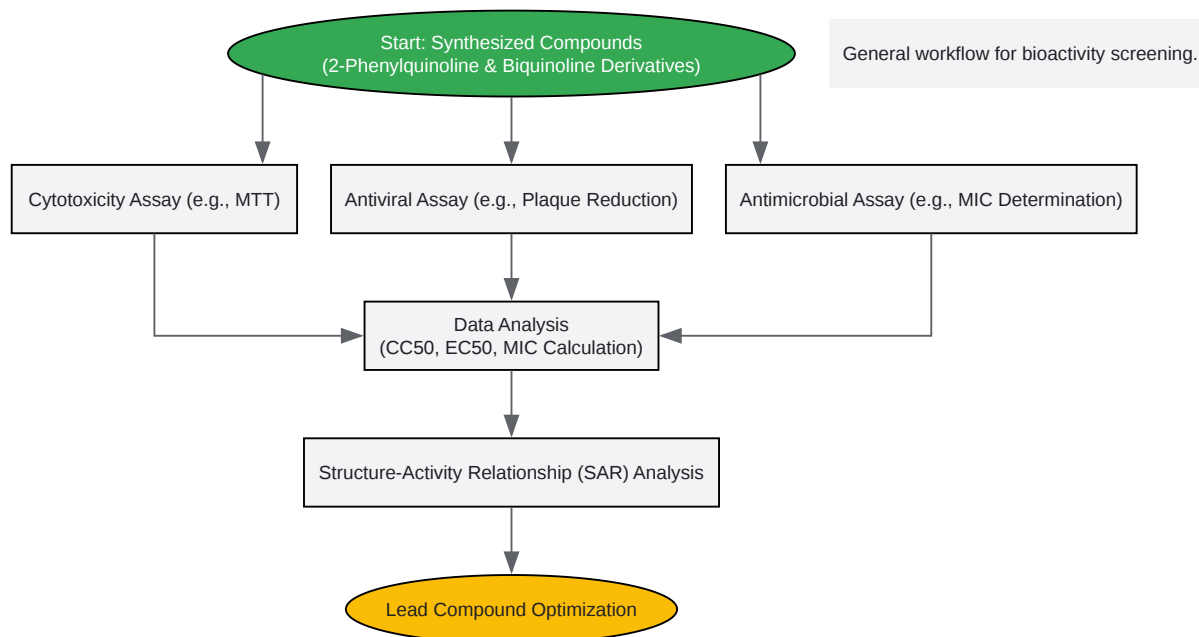 Start: Synthesized Compounds
(2-Phenylquinoline & Biquinoline Derivatives)
General workflow for bioactivity screening.
Cytotoxicity Assay (e.g., MTT)
Antiviral Assay (e.g., Plaque Reduction)
Antimicrobial Assay (e.g., MIC Determination)
Data Analysis
(CC50, EC50, MIC Calculation)
Structure-Activity Relationship (SAR) Analysis
Lead Compound Optimization